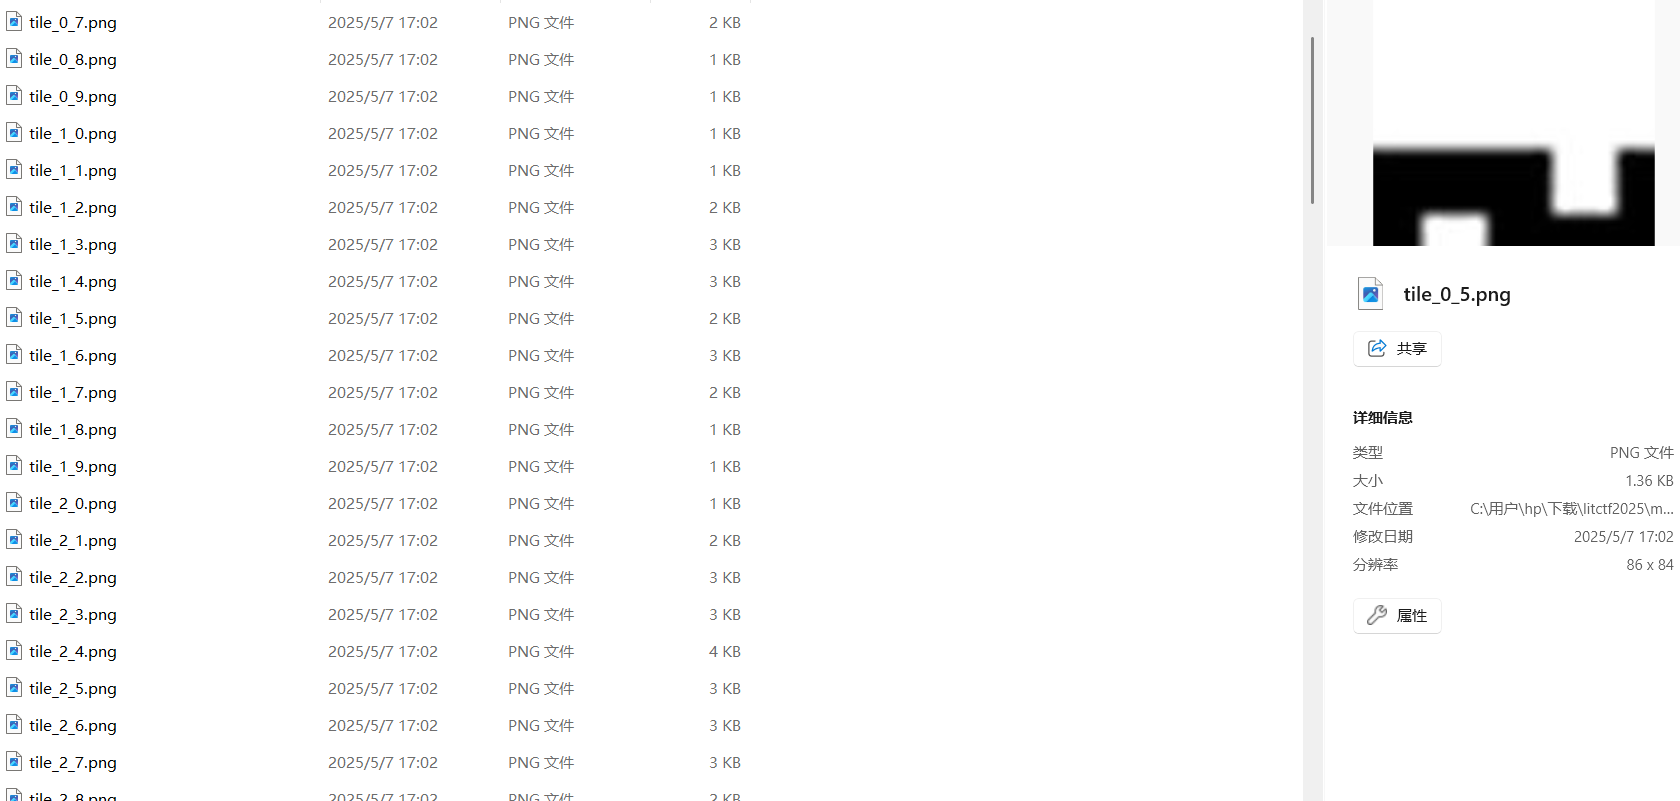 tile_0_7.png 2025/5/7 17:02 PNG 文件 2 KB
tile_0_8.png 2025/5/7 17:02 PNG 文件 1 KB
tile_0_9.png 2025/5/7 17:02 PNG 文件 1 KB
tile_1_0.png 2025/5/7 17:02 PNG 文件 1 KB
tile_1_1.png 2025/5/7 17:02 PNG 文件 1 KB
tile_1_2.png 2025/5/7 17:02 PNG 文件 2 KB
tile_1_3.png 2025/5/7 17:02 PNG 文件 3 KB
tile_1_4.png 2025/5/7 17:02 PNG 文件 3 KB
tile_1_5.png 2025/5/7 17:02 PNG 文件 2 KB
tile_1_6.png 2025/5/7 17:02 PNG 文件 3 KB
tile_1_7.png 2025/5/7 17:02 PNG 文件 2 KB
tile_1_8.png 2025/5/7 17:02 PNG 文件 1 KB
tile_1_9.png 2025/5/7 17:02 PNG 文件 1 KB
tile_2_0.png 2025/5/7 17:02 PNG 文件 1 KB
tile_2_1.png 2025/5/7 17:02 PNG 文件 2 KB
tile_2_2.png 2025/5/7 17:02 PNG 文件 3 KB
tile_2_3.png 2025/5/7 17:02 PNG 文件 3 KB
tile_2_4.png 2025/5/7 17:02 PNG 文件 4 KB
tile_2_5.png 2025/5/7 17:02 PNG 文件 3 KB
tile_2_6.png 2025/5/7 17:02 PNG 文件 3 KB
tile_2_7.png 2025/5/7 17:02 PNG 文件 3 KB
tile_2_8.png 2025/5/7 17:02 PNG 文件 2 KB
tile_0_5.png
共享
详细信息
类型 PNG 文件
大小 1.36 KB
文件位置 C:\用户\hp\下载\litctf2025\m...
修改日期 2025/5/7 17:02
分辨率 86 x 84
属性